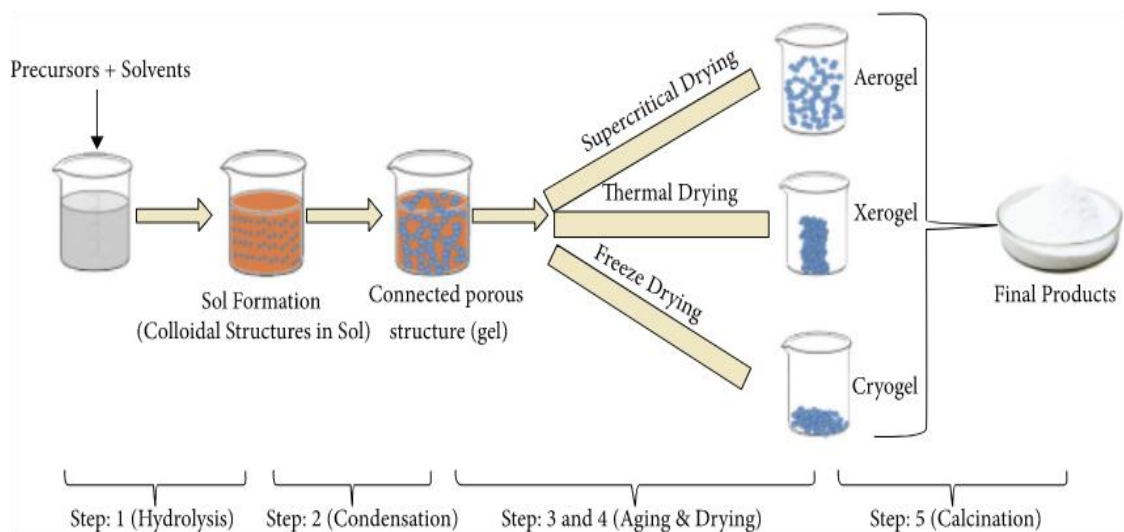 Precursors + Solvents
Sol Formation
(Colloidal Structures in Sol)
Connected porous
structure (gel)
Supercritical Drying
Thermal Drying
Freeze Drying
Aerogel
Xerogel
Cryogel
Final Products
Step: 1 (Hydrolysis)
Step: 2 (Condensation)
Step: 3 and 4 (Aging & Drying)
Step: 5 (Calcination)